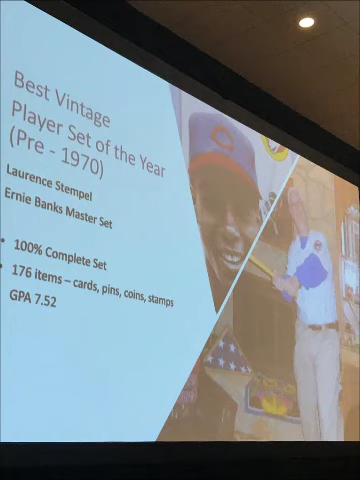 Best Vintage
Player Set of the Year
(Pre - 1970)
Laurence Stempel
Ernie Banks Master Set
• 100% Complete Set
• 176 items – cards, pins, coins, stamps
GPA 7.52